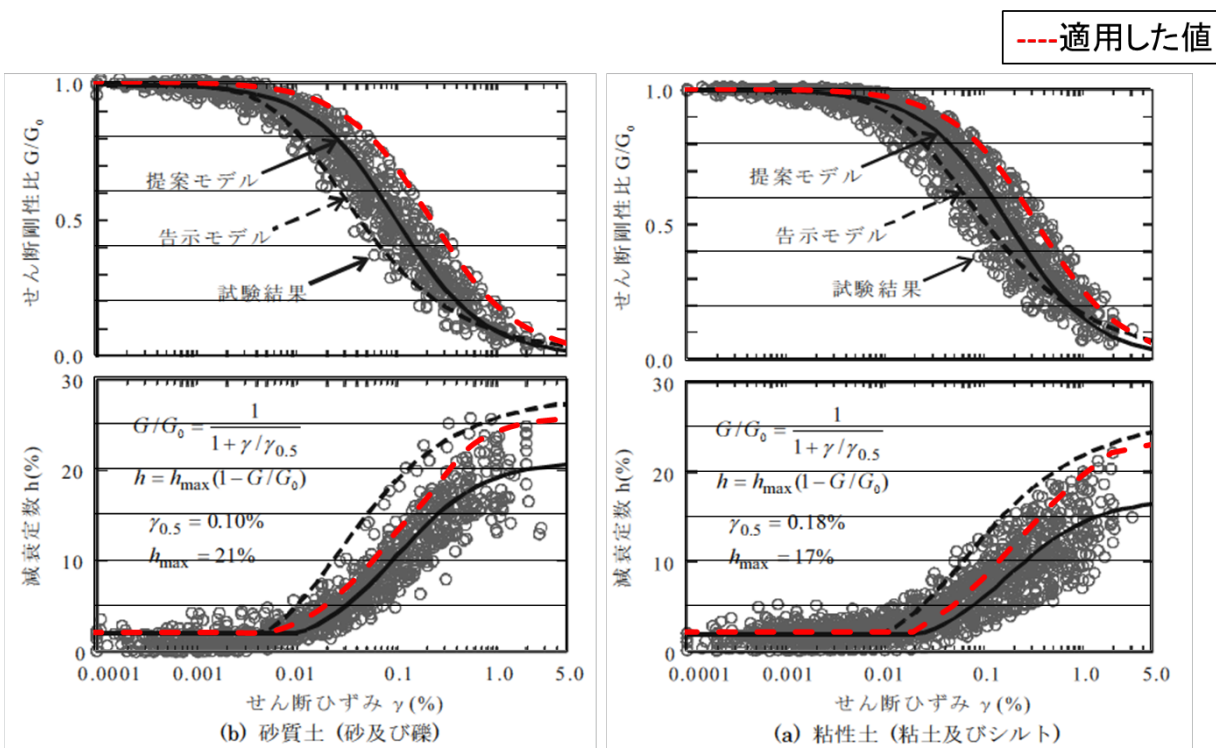 ----適用した値
1.0
0.5
0.0
せん断剛性比 G/G₀
提案モデル
告示モデル
試験結果
30
20
10
0
減衰定数 h(%)
G/G₀ = 1 / (1+γ/γ₀.₅)
h = hmax(1−G/G₀)
γ₀.₅ = 0.10%
hmax = 21%
0.0001 0.001 0.01 0.1 1.0 5.0
せん断ひずみ γ(%)
(b) 砂質土 (砂及び礫)
1.0
0.5
0.0
せん断剛性比 G/G₀
提案モデル
告示モデル
試験結果
30
20
10
0
減衰定数 h(%)
G/G₀ = 1 / (1+γ/γ₀.₅)
h = hmax(1−G/G₀)
γ₀.₅ = 0.18%
hmax = 17%
0.0001 0.001 0.01 0.1 1.0 5.0
せん断ひずみ γ(%)
(a) 粘性土 (粘土及びシルト)